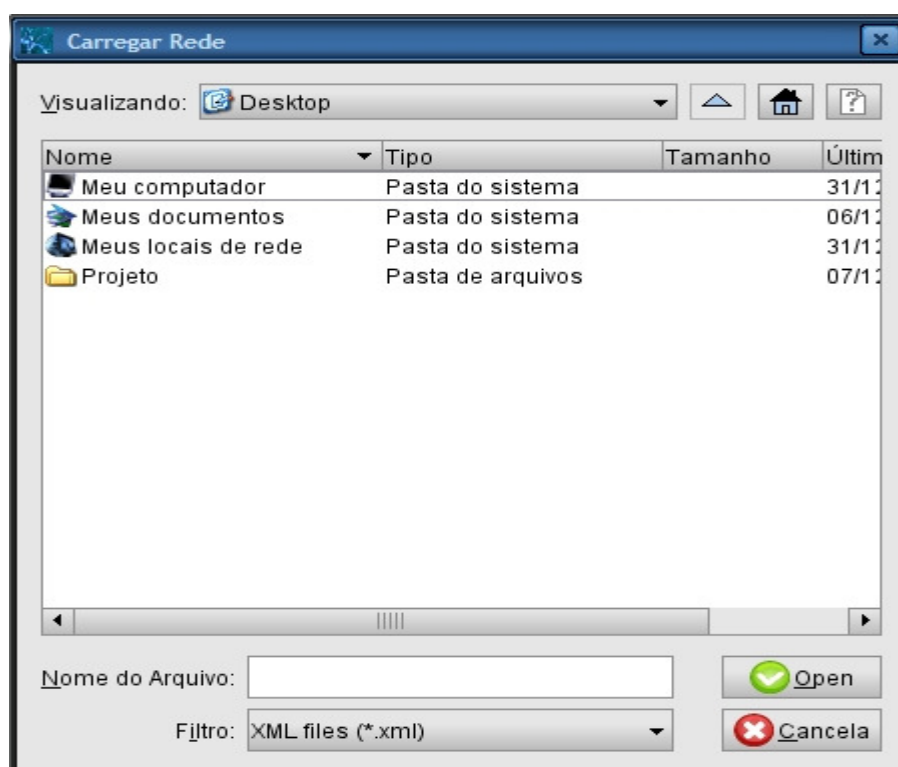 Carregar Rede
Visualizando: Desktop
Nome Tipo Tamanho Últim
Meu computador Pasta do sistema 31/1
Meus documentos Pasta do sistema 06/1
Meus locais de rede Pasta do sistema 31/1
Projeto Pasta de arquivos 07/1
Nome do Arquivo: Open
Filtro: XML files (*.xml) Cancela